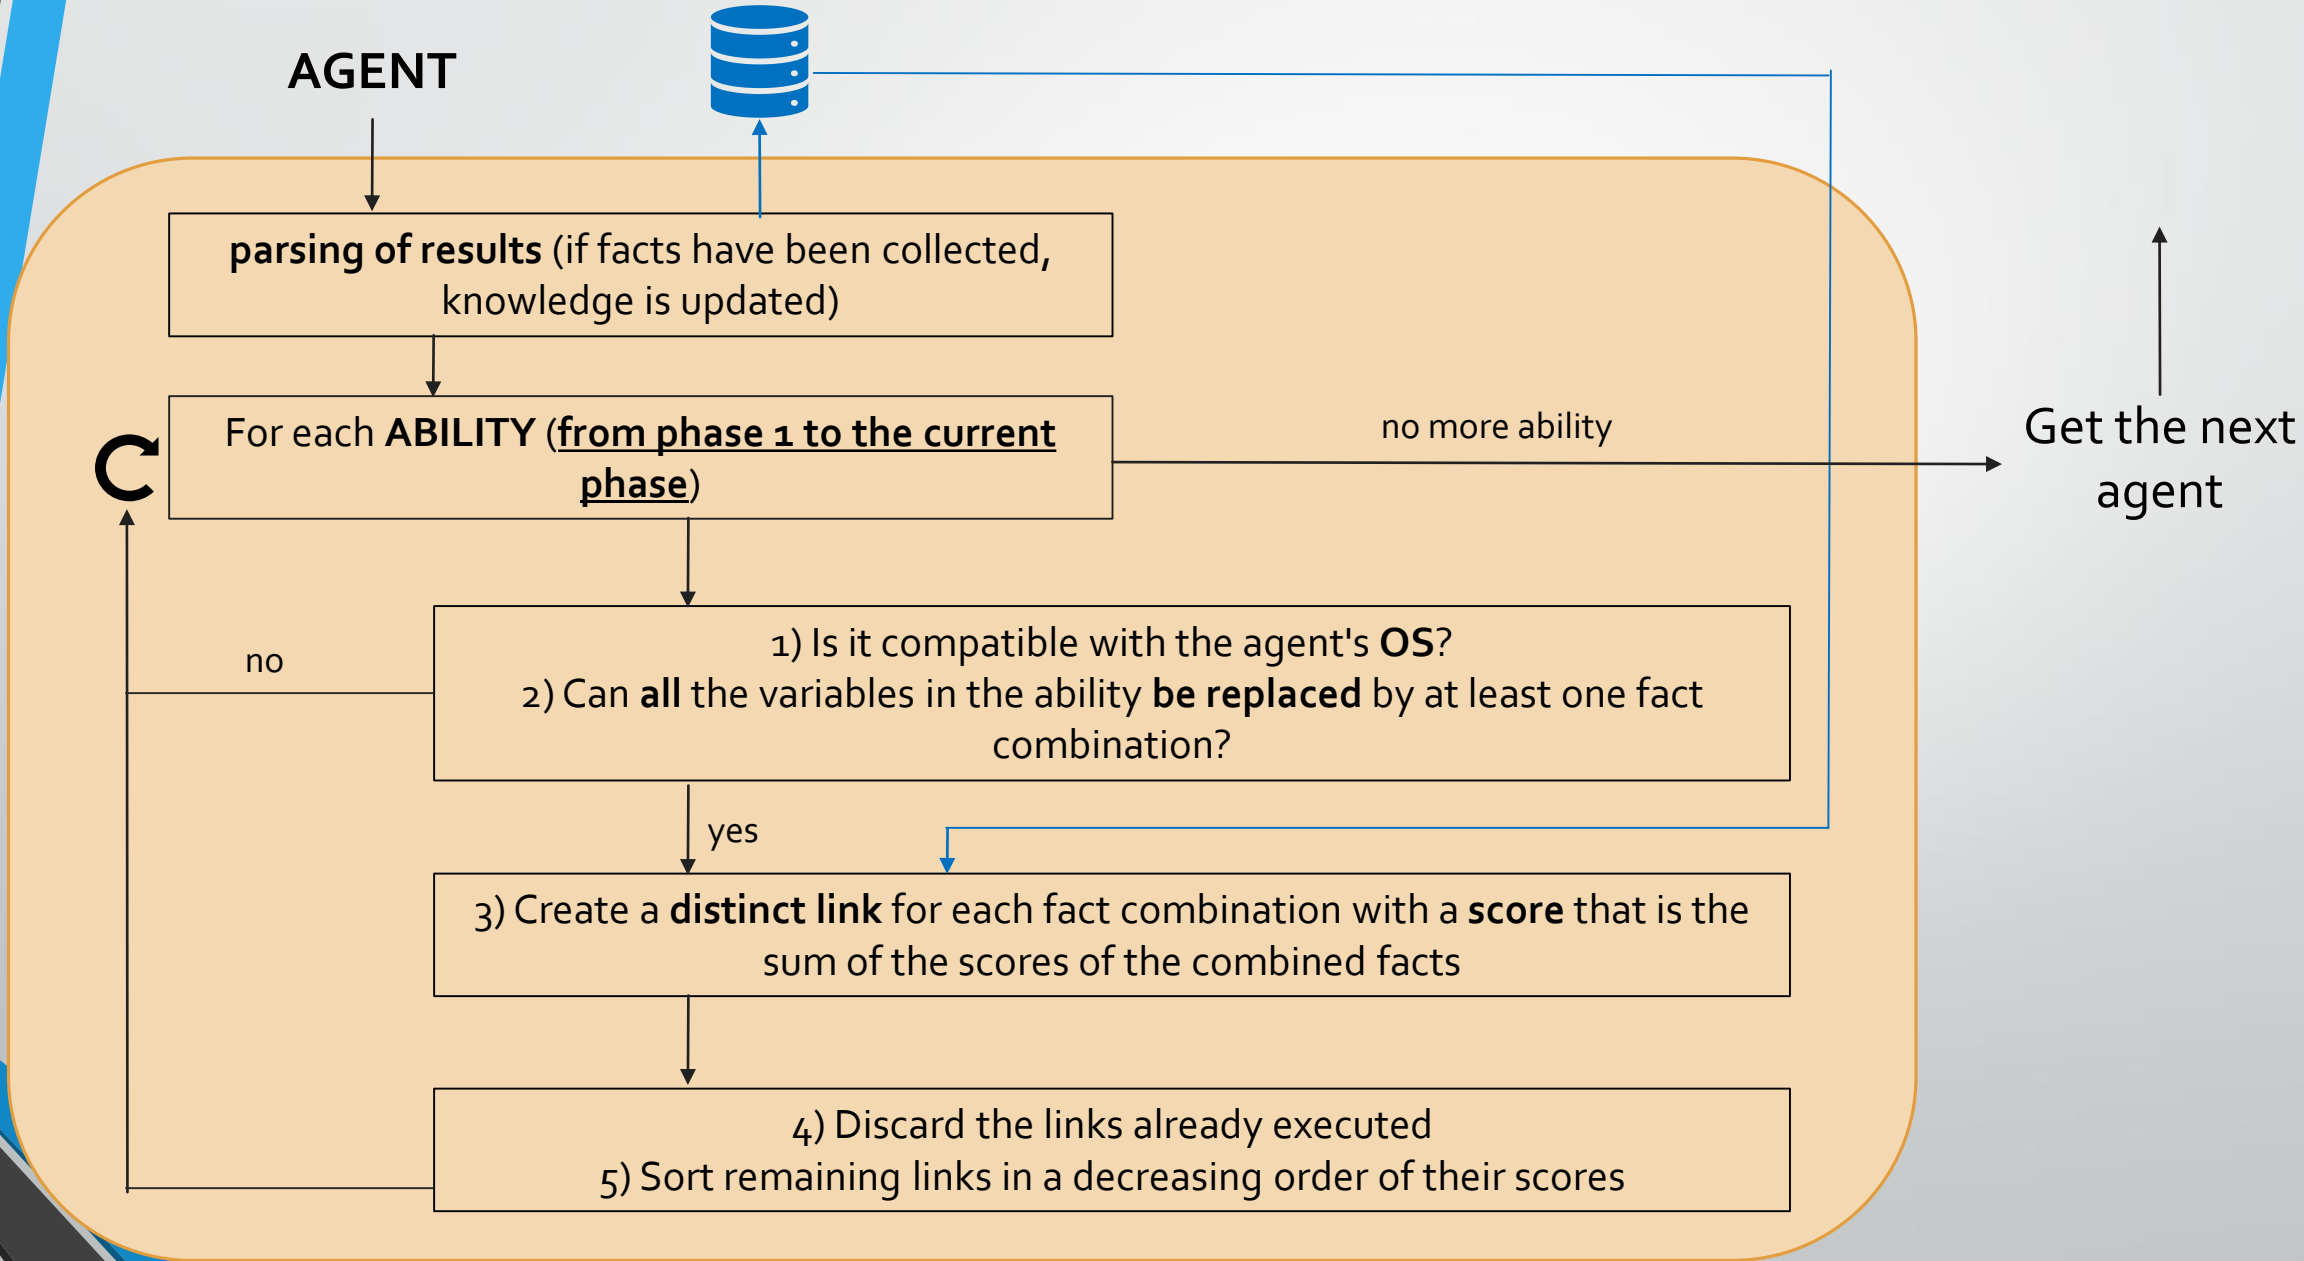 AGENT
parsing of results (if facts have been collected,
knowledge is updated)
For each ABILITY (from phase 1 to the current
phase)
no more ability
Get the next
agent
1) Is it compatible with the agent's OS?
2) Can all the variables in the ability be replaced by at least one fact
combination?
no
yes
3) Create a distinct link for each fact combination with a score that is the
sum of the scores of the combined facts
4) Discard the links already executed
5) Sort remaining links in a decreasing order of their scores